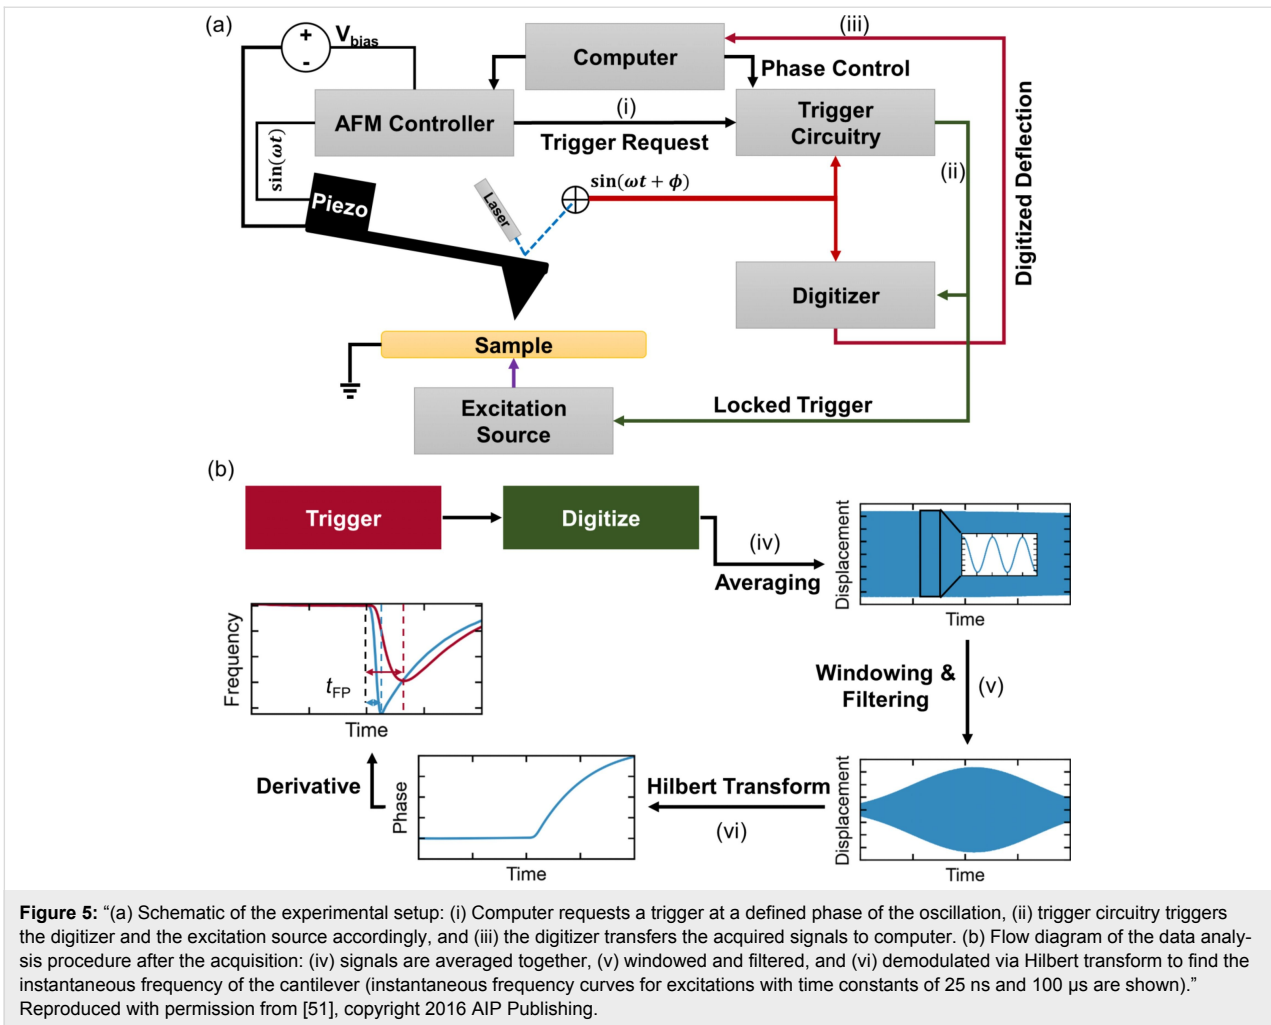 (a)
+
-
Vbias
Computer
(iii)
Phase Control
AFM Controller
(i)
Trigger Request
Trigger
Circuitry
(ii)
Digitized Deflection
sin(ωt)
Piezo
Laser
sin(ωt + ϕ)
Digitizer
Sample
Excitation
Source
Locked Trigger
(b)
Trigger
Digitize
(iv)
Averaging
Displacement
Time
Windowing &
Filtering
(v)
Displacement
Time
Hilbert Transform
(vi)
Phase
Time
Derivative
Frequency
tFP
Time
Figure 5: “(a) Schematic of the experimental setup: (i) Computer requests a trigger at a defined phase of the oscillation, (ii) trigger circuitry triggers
the digitizer and the excitation source accordingly, and (iii) the digitizer transfers the acquired signals to computer. (b) Flow diagram of the data analy-
sis procedure after the acquisition: (iv) signals are averaged together, (v) windowed and filtered, and (vi) demodulated via Hilbert transform to find the
instantaneous frequency of the cantilever (instantaneous frequency curves for excitations with time constants of 25 ns and 100 μs are shown).”
Reproduced with permission from [51], copyright 2016 AIP Publishing.